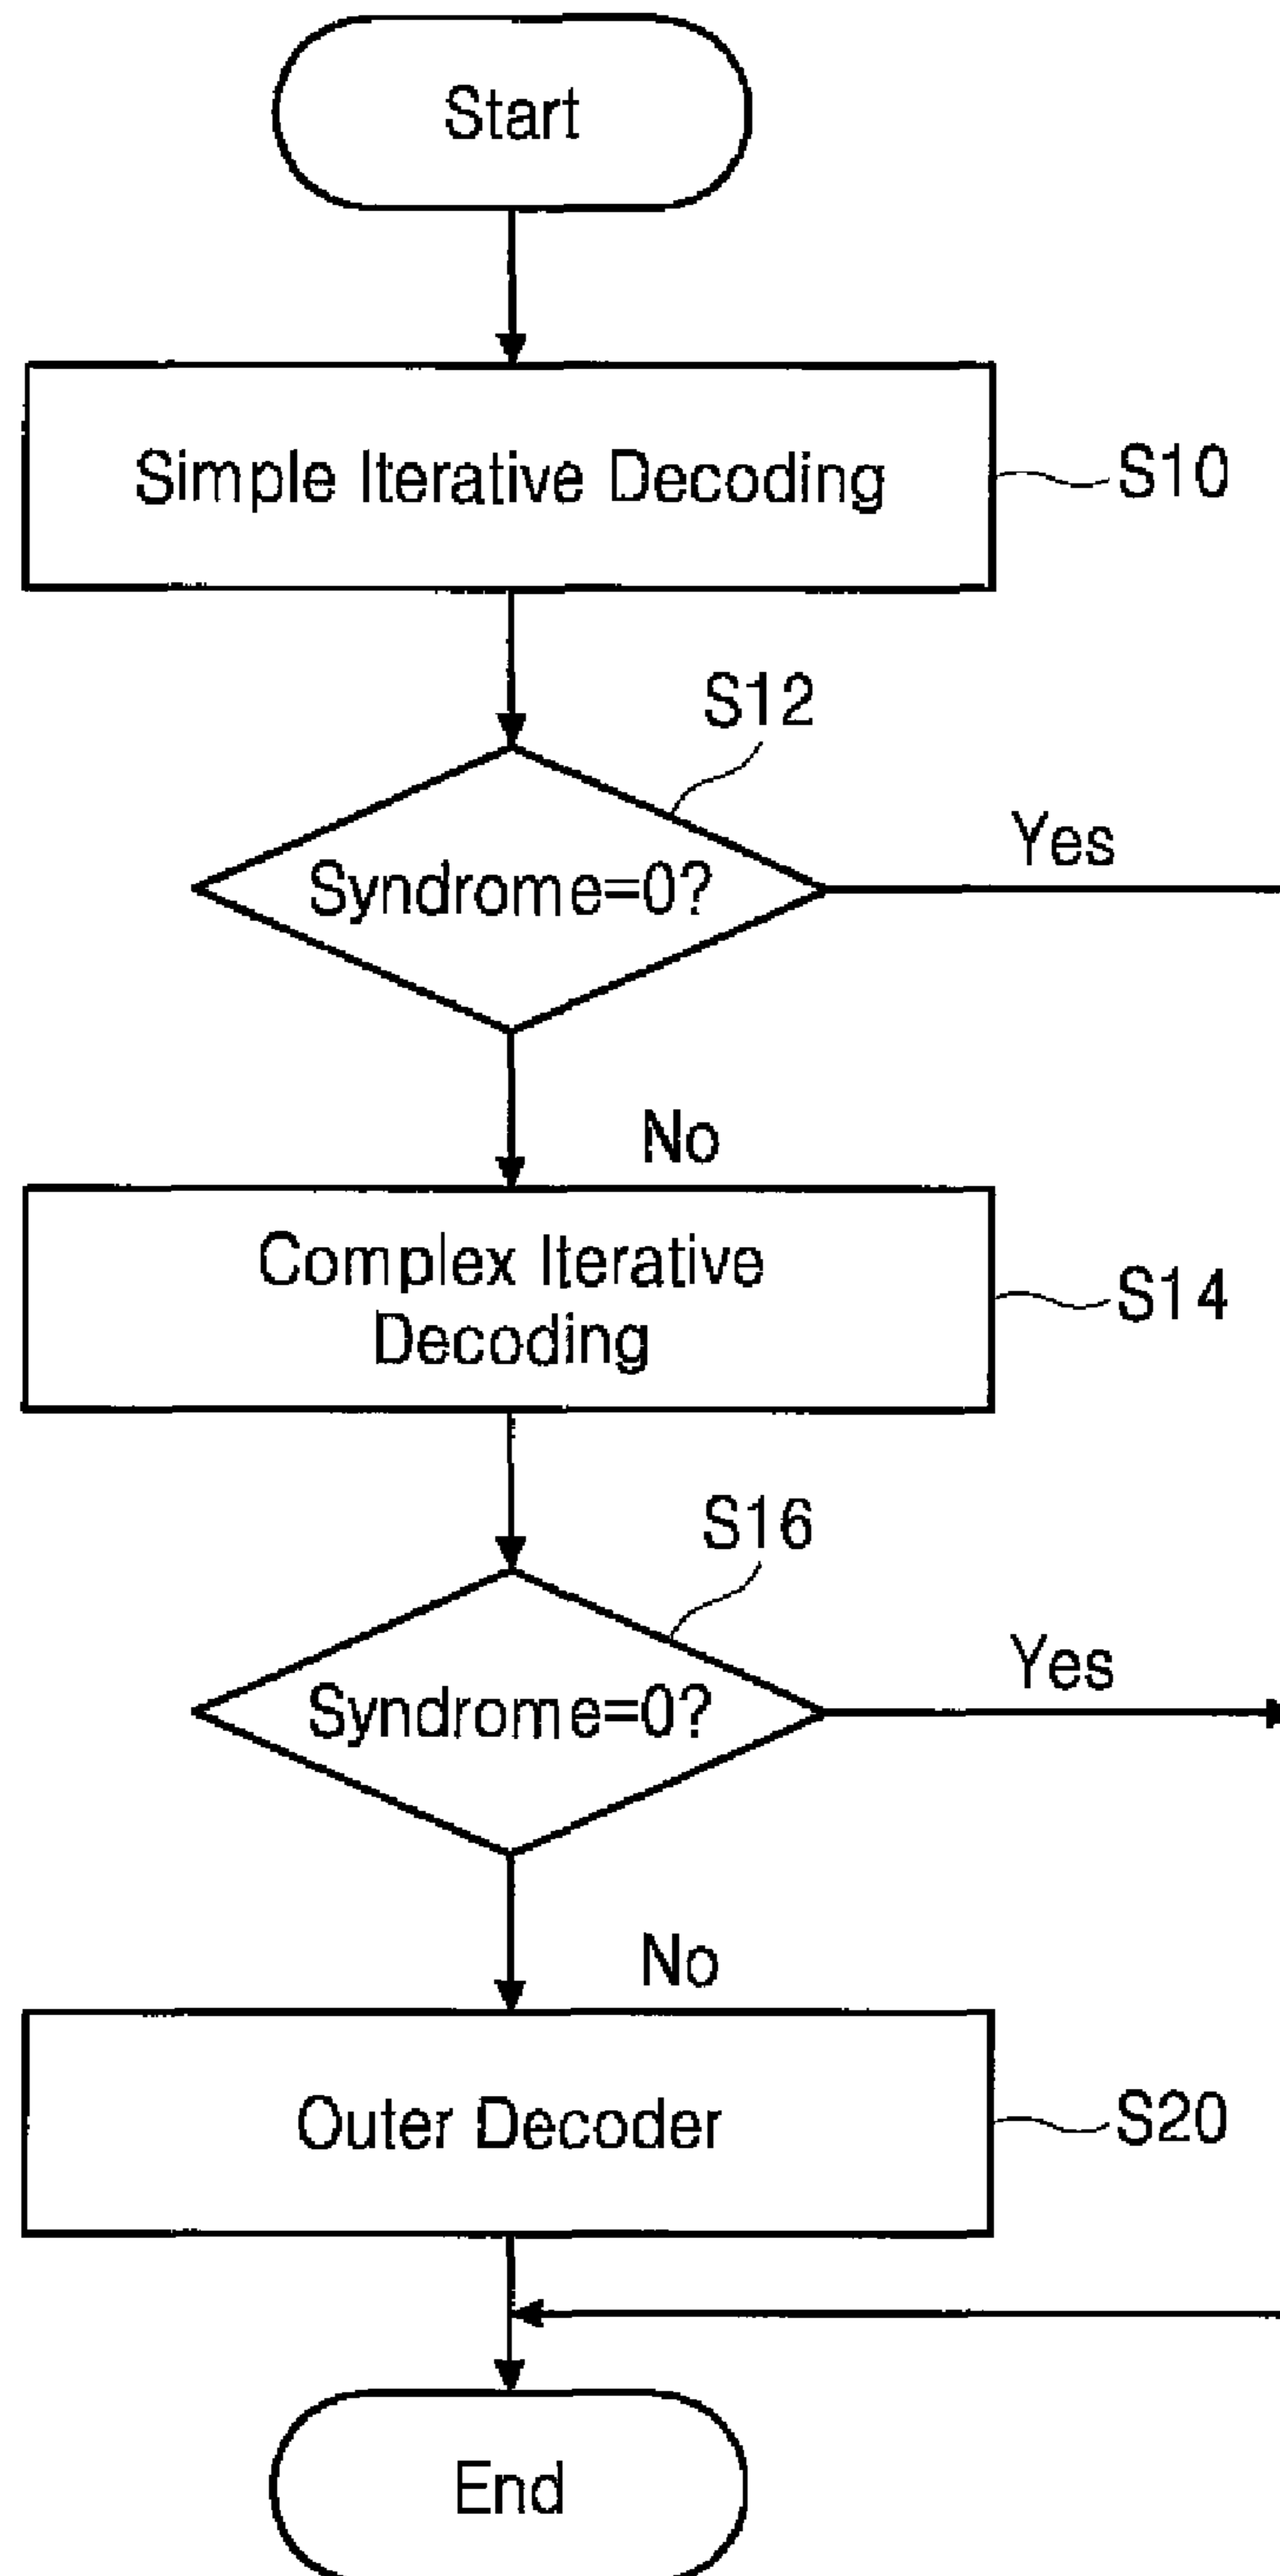 Start
Simple Iterative Decoding
S10
S12
Syndrome=0?
Yes
No
Complex Iterative
Decoding
S14
S16
Syndrome=0?
Yes
No
Outer Decoder
S20
End